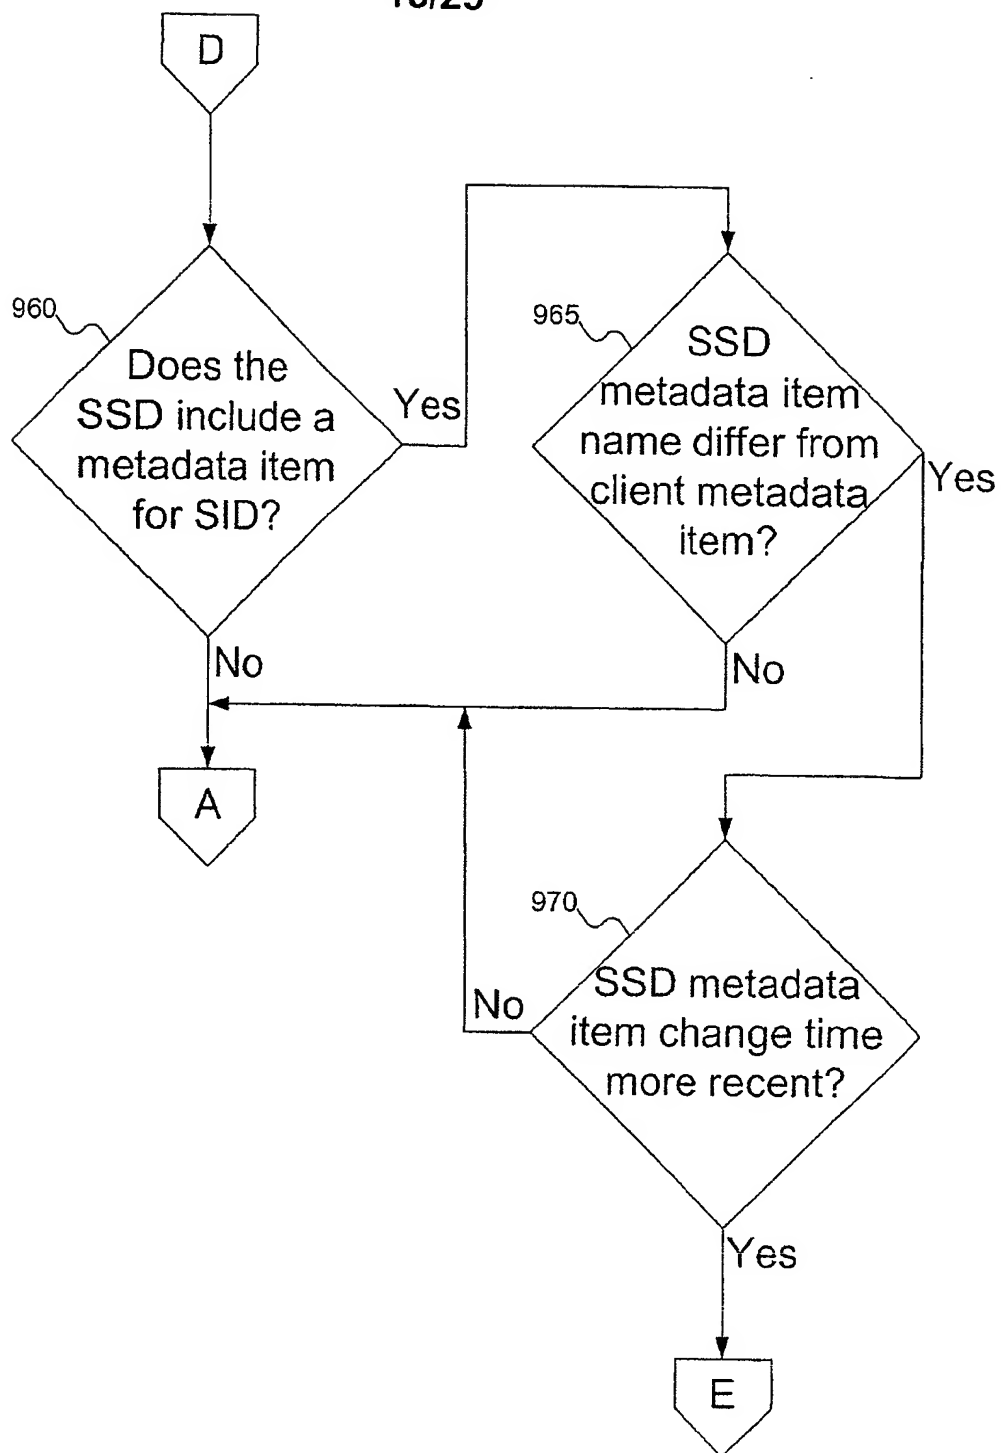 D
960
Does the
SSD include a
metadata item
for SID?
Yes
No
A
965
SSD
metadata item
name differ from
client metadata
item?
Yes
No
970
SSD metadata
item change time
more recent?
No
Yes
E